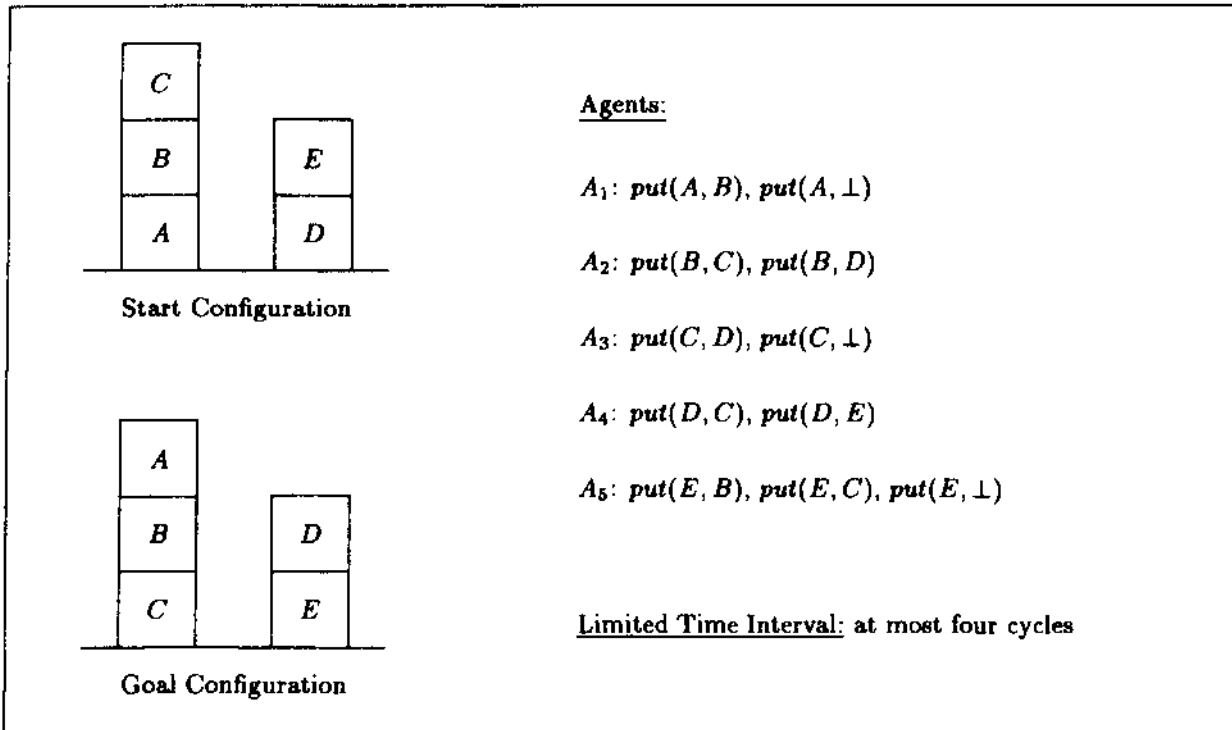 C
B
A
E
D
Start Configuration
A
B
C
D
E
Goal Configuration
Agents:
A₁: put(A, B), put(A, ⊥)
A₂: put(B, C), put(B, D)
A₃: put(C, D), put(C, ⊥)
A₄: put(D, C), put(D, E)
A₅: put(E, B), put(E, C), put(E, ⊥)
Limited Time Interval: at most four cycles